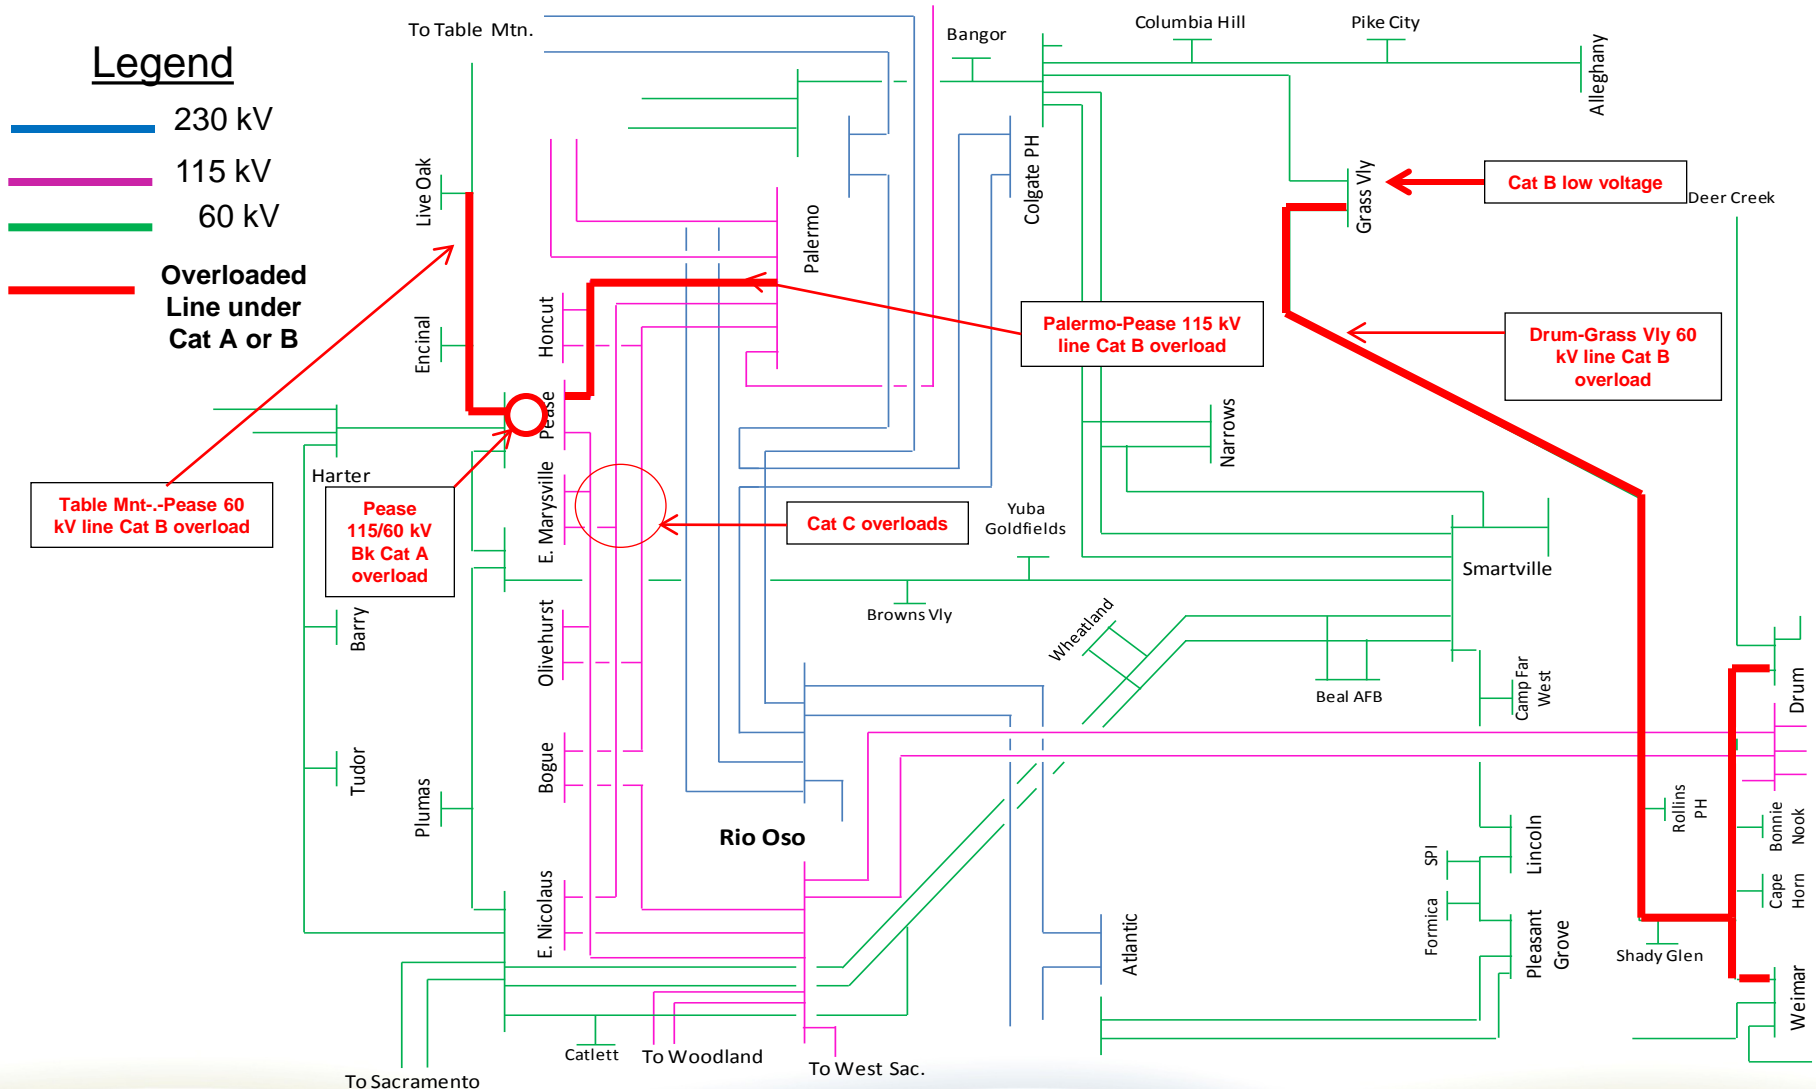 Legend
230 kV
115 kV
60 kV
Overloaded
Line under
Cat A or B
To Table Mtn.
Bangor
Columbia Hill
Pike City
Alleghany
Live Oak
Encinal
Honcut
Palermo
Colgate PH
Grass Vly
Cat B low voltage
Deer Creek
Palermo-Pease 115 kV
line Cat B overload
Drum-Grass Vly 60
kV line Cat B
overload
Pease
Harter
Table Mnt-.-Pease 60
kV line Cat B overload
Pease
115/60 kV
Bk Cat A
overload
E. Marysville
Cat C overloads
Narrows
Yuba
Goldfields
Smartville
Browns Vly
Wheatland
Beal AFB
Camp Far
West
Drum
Barry
Olivehurst
Tudor
Plumas
Bogue
Rio Oso
Rollins
PH
Bonnie
Nook
Cape
Horn
SPI
Lincoln
Formica
Pleasant
Grove
Shady Glen
Weimar
E. Nicolaus
Atlantic
Catlett
To Woodland
To West Sac.
To Sacramento